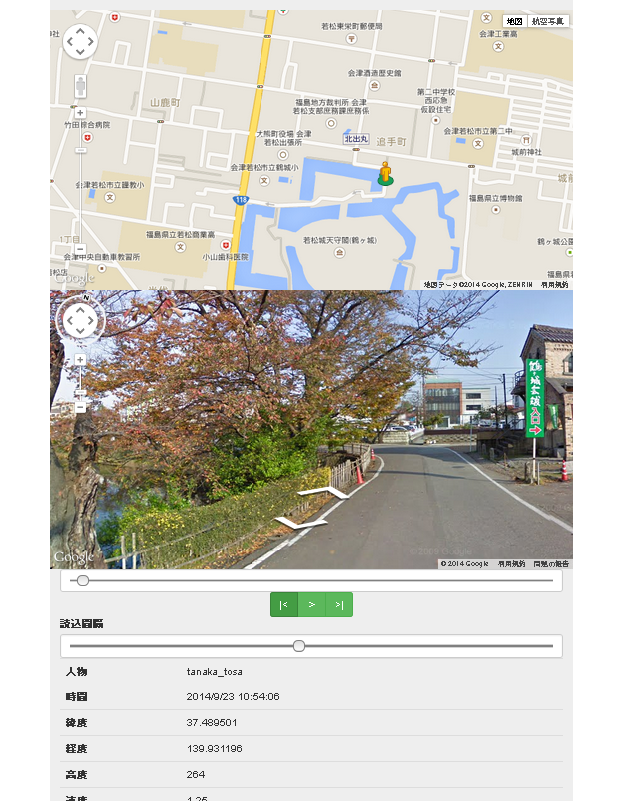 地図
航空写真
若松東栄町郵便局
会津工業高
会津酒造歴史館
第二中学校
西応急
仮設住宅
福島地方裁判所 会津
若松支部庶務課庶務係
山鹿町
竹田綜合病院
大熊町役場 会津
若松出張所
北出丸
追手町
会津若松市立第二中
城前神社
城前
会津若松市立鶴城小
会津若松市立謹教小
118
福島県立博物館
福島県立若松商業高
1丁目
会津中央自動車教習所
小山歯科医院
若松城天守閣(鶴ヶ城)
鶴ヶ城公園
福島県
Google
地図データ©2014 Google, ZENRIN
利用規約
N
入口
Google
© 2014 Google
利用規約
問題の報告
|<
>
>|
読込間隔
人物 tanaka_tosa
時間 2014/9/23 10:54:06
緯度 37.489501
経度 139.931196
高度 264
速度 1.25